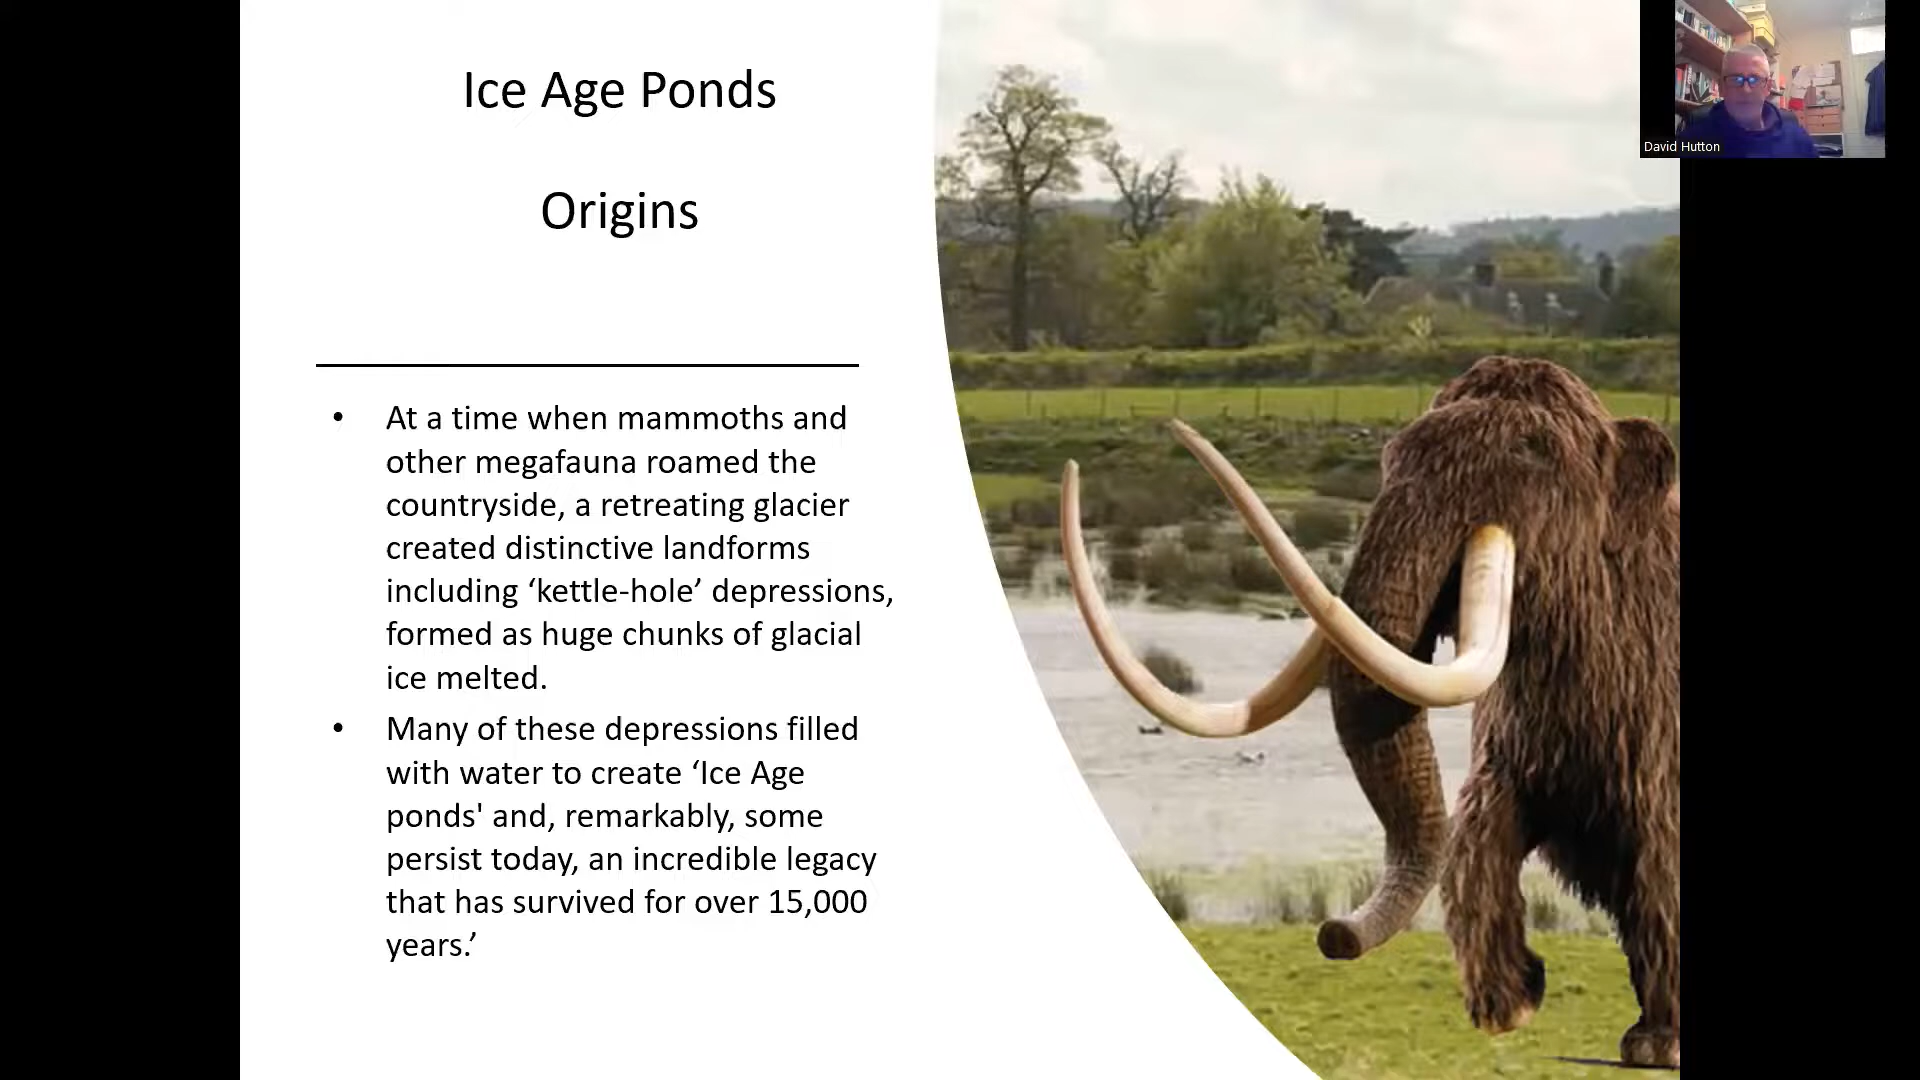 Ice Age Ponds
Origins
• At a time when mammoths and
other megafauna roamed the
countryside, a retreating glacier
created distinctive landforms
including ‘kettle-hole’ depressions,
formed as huge chunks of glacial
ice melted.
• Many of these depressions filled
with water to create ‘Ice Age
ponds' and, remarkably, some
persist today, an incredible legacy
that has survived for over 15,000
years.’
David Hutton